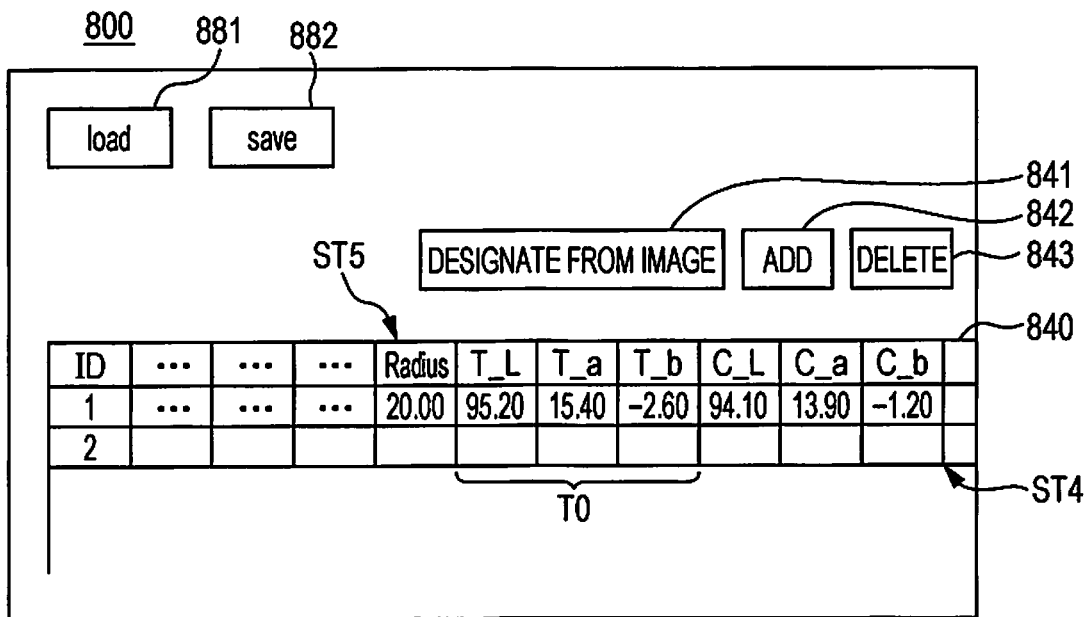 800
881
882
load
save
841
842
843
DESIGNATE FROM IMAGE
ADD
DELETE
ST5
840
ID ... ... ... Radius T_L T_a T_b C_L C_a C_b
1 ... ... ... 20.00 95.20 15.40 −2.60 94.10 13.90 −1.20
2
T0
ST4